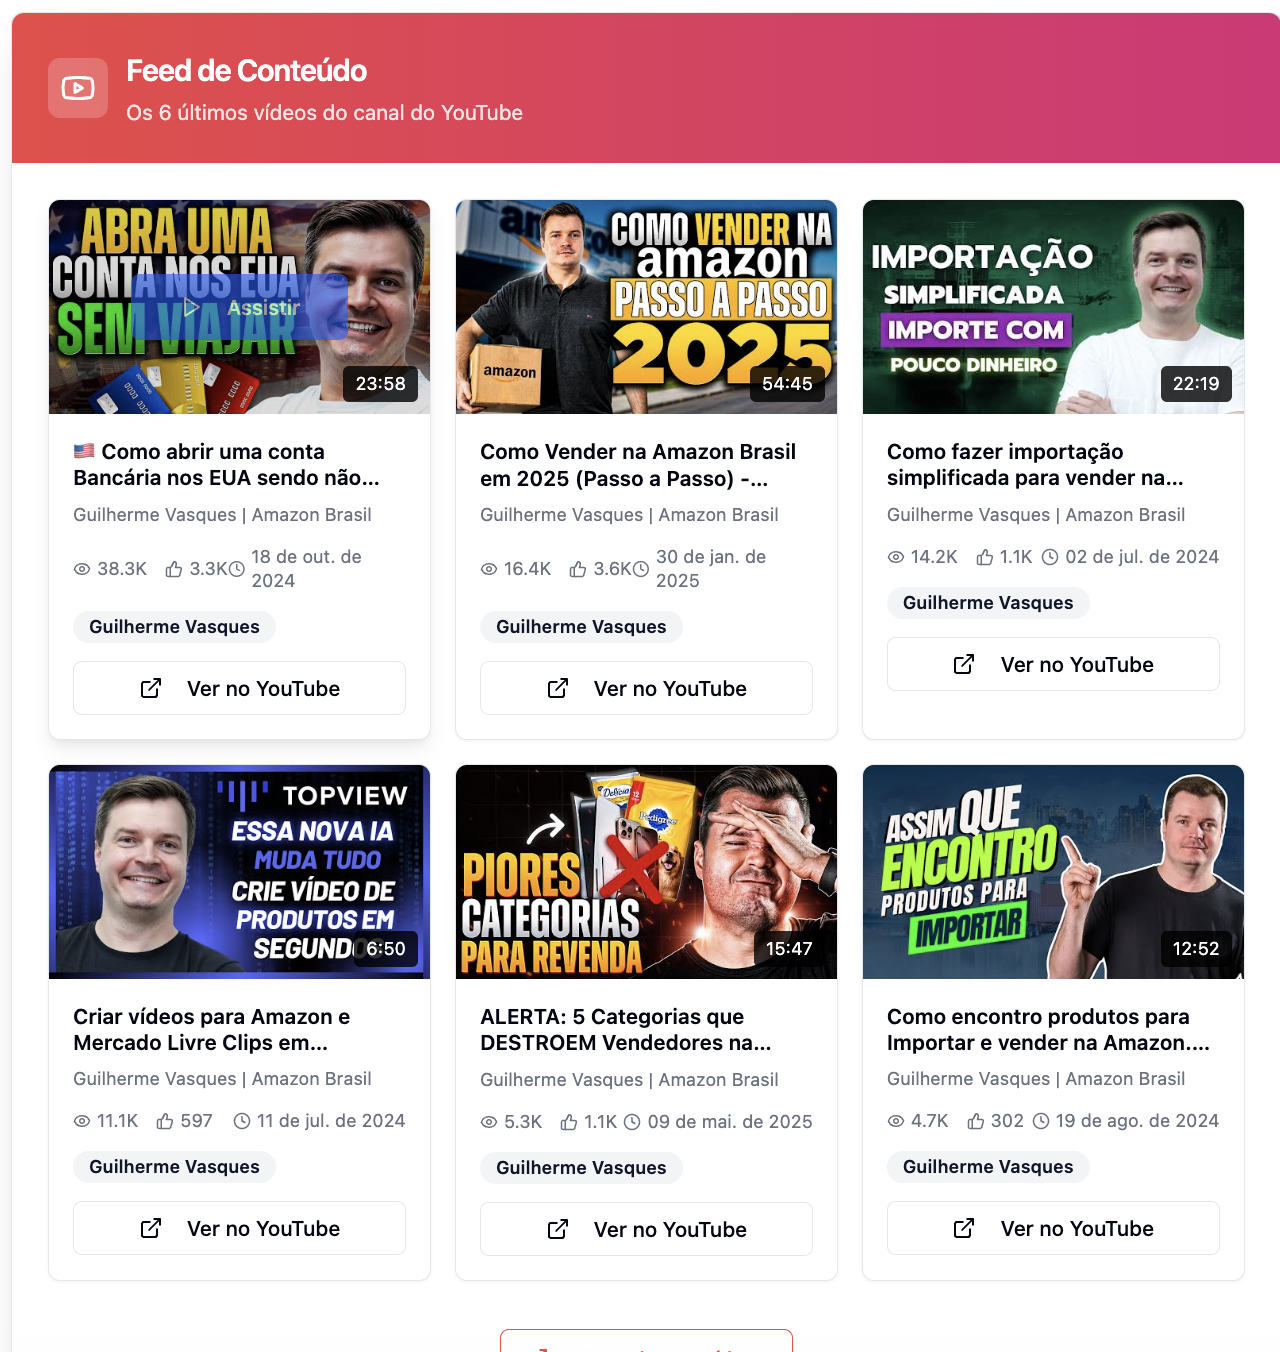 Feed de Conteúdo
Os 6 últimos vídeos do canal do YouTube
ABRA UMA
CONTA NOS EUA
SEM VIAJAR
Assistir
23:58
🇺🇸 Como abrir uma conta
Bancária nos EUA sendo não...
Guilherme Vasques | Amazon Brasil
38.3K 3.3K 18 de out. de
2024
Guilherme Vasques
Ver no YouTube
COMO VENDER NA
amazon
PASSO A PASSO
2025
amazon
54:45
Como Vender na Amazon Brasil
em 2025 (Passo a Passo) -...
Guilherme Vasques | Amazon Brasil
16.4K 3.6K 30 de jan. de
2025
Guilherme Vasques
Ver no YouTube
IMPORTAÇÃO
SIMPLIFICADA
IMPORTE COM
POUCO DINHEIRO
22:19
Como fazer importação
simplificada para vender na...
Guilherme Vasques | Amazon Brasil
14.2K 1.1K 02 de jul. de 2024
Guilherme Vasques
Ver no YouTube
TOPVIEW
ESSA NOVA IA
MUDA TUDO
CRIE VÍDEO DE
PRODUTOS EM
SEGUND
6:50
Criar vídeos para Amazon e
Mercado Livre Clips em...
Guilherme Vasques | Amazon Brasil
11.1K 597 11 de jul. de 2024
Guilherme Vasques
Ver no YouTube
Pedigree
PIORES
CATEGORIAS
PARA REVENDA
15:47
ALERTA: 5 Categorias que
DESTROEM Vendedores na...
Guilherme Vasques | Amazon Brasil
5.3K 1.1K 09 de mai. de 2025
Guilherme Vasques
Ver no YouTube
ASSIM QUE
ENCONTRO
PRODUTOS PARA
IMPORTAR
12:52
Como encontro produtos para
Importar e vender na Amazon....
Guilherme Vasques | Amazon Brasil
4.7K 302 19 de ago. de 2024
Guilherme Vasques
Ver no YouTube